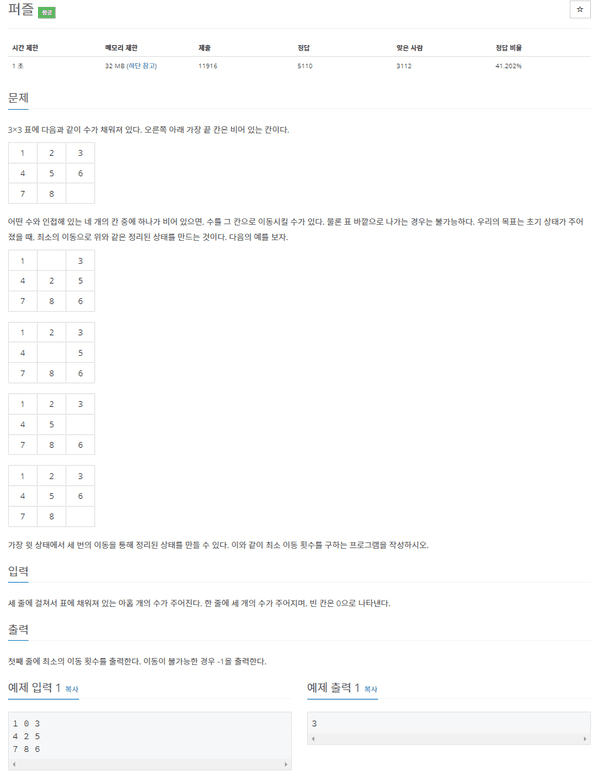 퍼즐 성공
☆
시간 제한 메모리 제한 제출 정답 맞은 사람 정답 비율
1 초 32 MB (하단 참고) 11916 5110 3112 41.202%
문제
3×3 표에 다음과 같이 수가 채워져 있다. 오른쪽 아래 가장 끝 칸은 비어 있는 칸이다.
1 2 3
4 5 6
7 8
어떤 수와 인접해 있는 네 개의 칸 중에 하나가 비어 있으면, 수를 그 칸으로 이동시킬 수가 있다. 물론 표 바깥으로 나가는 경우는 불가능하다. 우리의 목표는 초기 상태가 주어
졌을 때, 최소의 이동으로 위와 같은 정리된 상태를 만드는 것이다. 다음의 예를 보자.
1 3
4 2 5
7 8 6
1 2 3
4 5
7 8 6
1 2 3
4 5
7 8 6
1 2 3
4 5 6
7 8
가장 윗 상태에서 세 번의 이동을 통해 정리된 상태를 만들 수 있다. 이와 같이 최소 이동 횟수를 구하는 프로그램을 작성하시오.
입력
세 줄에 걸쳐서 표에 채워져 있는 아홉 개의 수가 주어진다. 한 줄에 세 개의 수가 주어지며, 빈 칸은 0으로 나타낸다.
출력
첫째 줄에 최소의 이동 횟수를 출력한다. 이동이 불가능한 경우 -1을 출력한다.
예제 입력 1 복사
1 0 3
4 2 5
7 8 6
예제 출력 1 복사
3